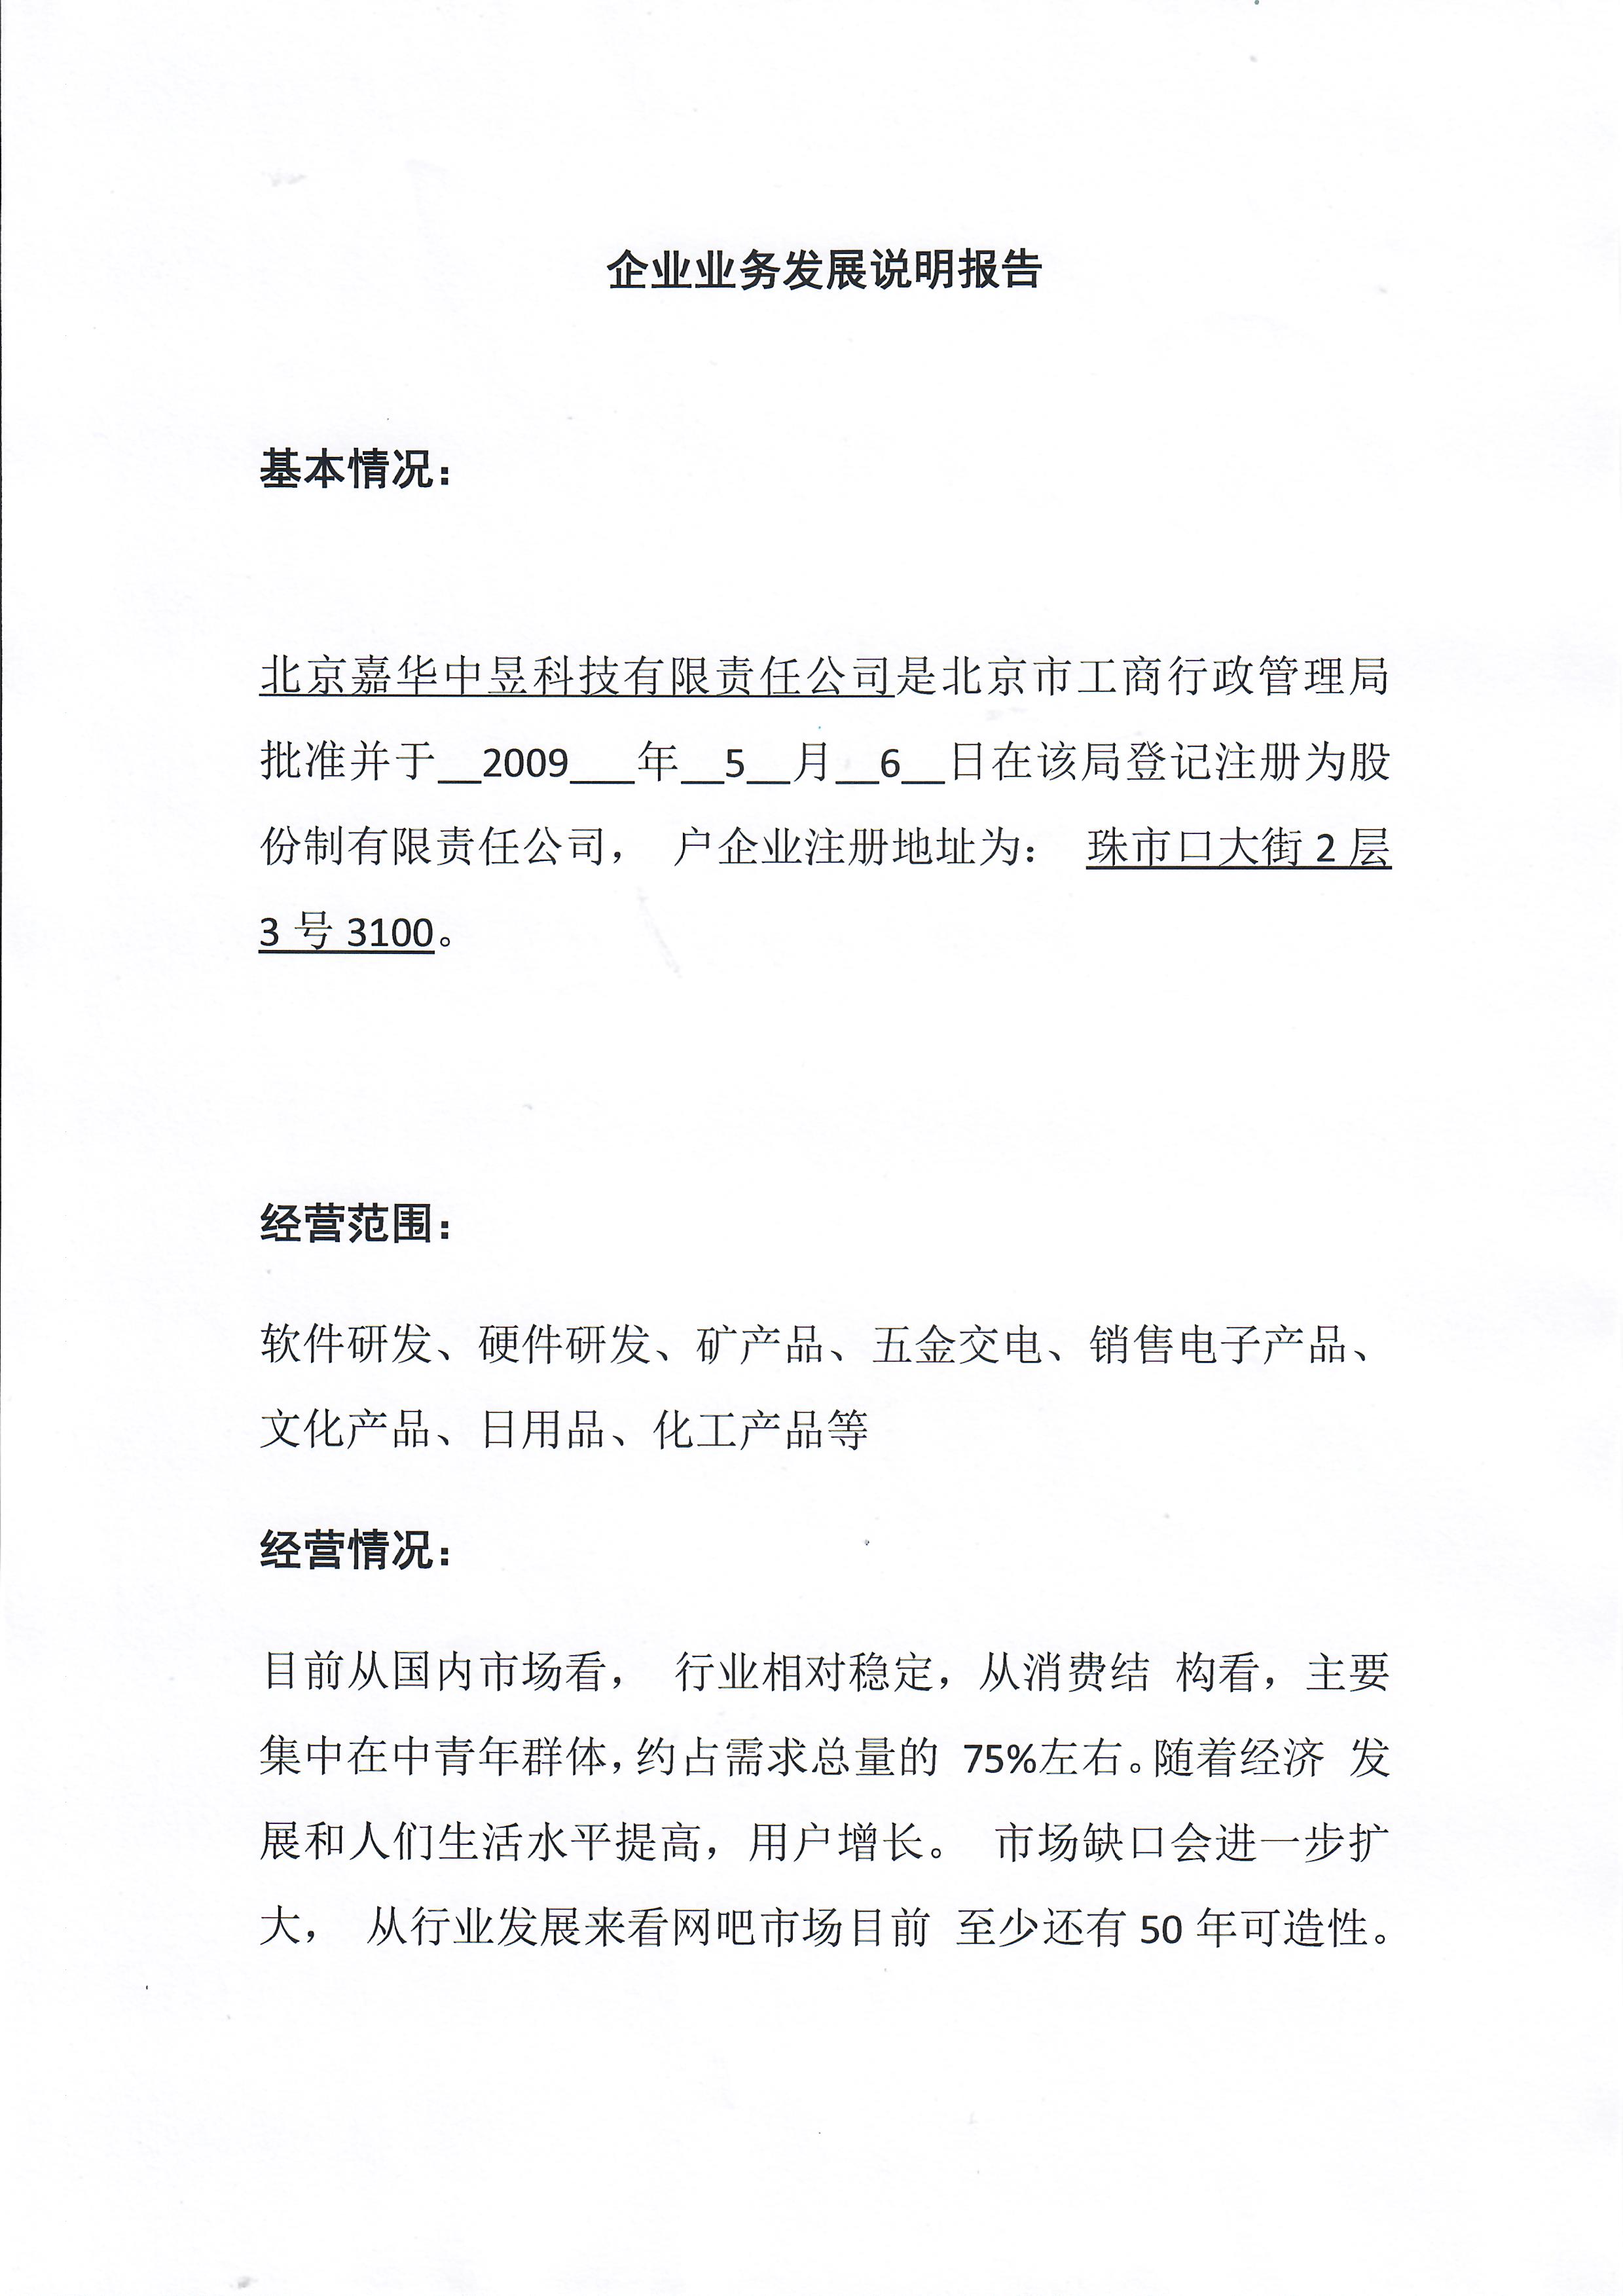 企业业务发展说明报告
基本情况：
北京嘉华中昱科技有限责任公司是北京市工商行政管理局
批准并于__2009___年__5__月__6__日在该局登记注册为股
份制有限责任公司， 户企业注册地址为： 珠市口大街 2 层
3 号 3100。
经营范围：
软件研发、硬件研发、矿产品、五金交电、销售电子产品、
文化产品、日用品、化工产品等
经营情况：
目前从国内市场看， 行业相对稳定，从消费结 构看，主要
集中在中青年群体，约占需求总量的 75%左右。随着经济 发
展和人们生活水平提高，用户增长。 市场缺口会进一步扩
大， 从行业发展来看网吧市场目前 至少还有 50 年可造性。